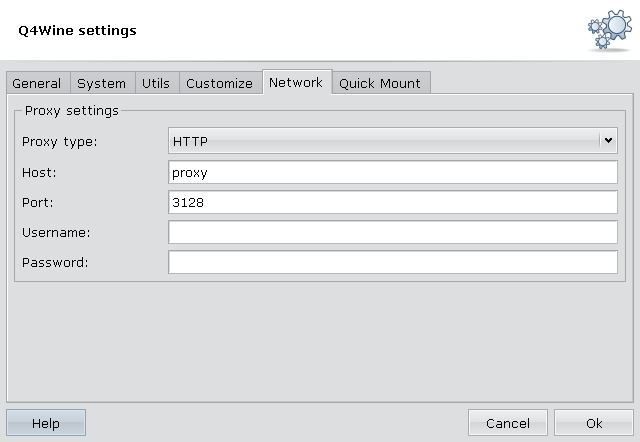 Q4Wine settings
General System Utils Customize Network Quick Mount
Proxy settings
Proxy type: HTTP
Host: proxy
Port: 3128
Username:
Password:
Help Cancel Ok